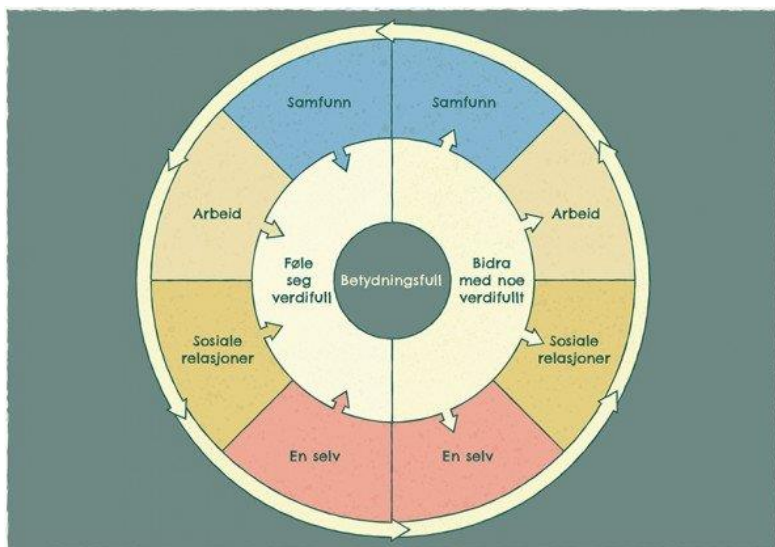 Samfunn
Samfunn
Arbeid
Arbeid
Føle
seg
verdifull
Betydningsfull
Bidra
med noe
verdifullt
Sosiale
relasjoner
Sosiale
relasjoner
En selv
En selv